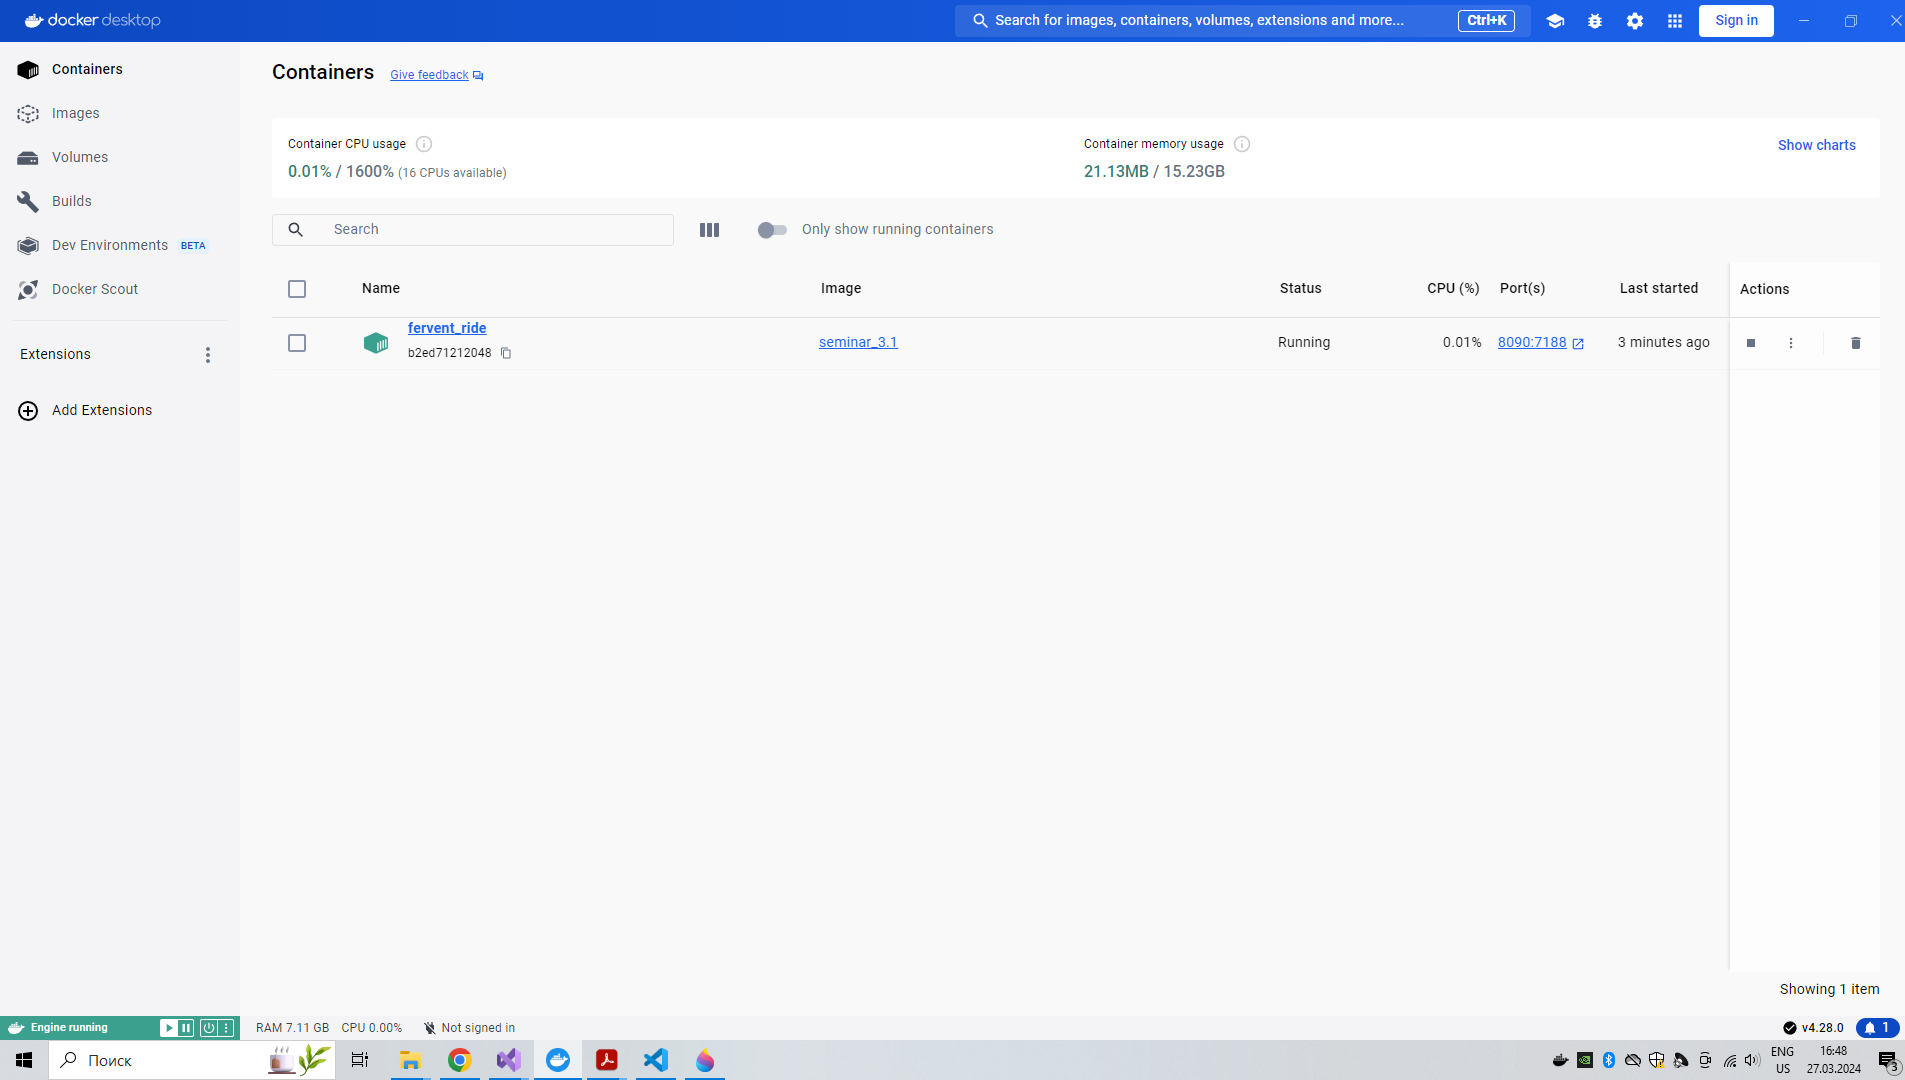 docker desktop
Search for images, containers, volumes, extensions and more...
Ctrl+K
Sign in
Containers
Images
Volumes
Builds
Dev Environments BETA
Docker Scout
Extensions
Add Extensions
Containers Give feedback
Container CPU usage
0.01% / 1600% (16 CPUs available)
Container memory usage
21.13MB / 15.23GB
Show charts
Search
Only show running containers
Name Image Status CPU (%) Port(s) Last started Actions
fervent_ride
b2ed71212048
seminar_3.1 Running 0.01% 8090:7188 3 minutes ago
Showing 1 item
Engine running
RAM 7.11 GB CPU 0.00% Not signed in
v4.28.0
1
Поиск
ENG
US
16:48
27.03.2024
3